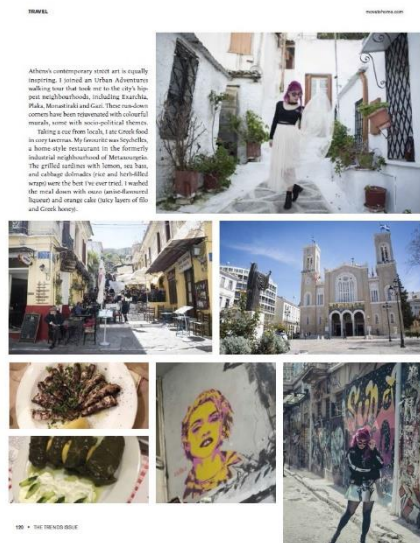 TRAVEL
Athens's contemporary street art is equally
inspiring. I joined an Urban Adventures
walking tour that took me to the city's hip-
pest neighbourhoods, including Exarchia,
Plaka, Monastiraki and Gazi. These run-down
corners have been rejuvenated with colourful
murals, some with socio-political themes.
Taking a cue from locals, I ate Greek food
in cozy tavernas. My favourite was Seychelles,
a home-style restaurant in the formerly
industrial neighbourhood of Metaxourgeio.
The grilled sardines with lemon, sea bass,
and cabbage dolmades (rice and herb-filled
wraps) were the best I've ever tried. I washed
the meal down with ouzo (anise-flavoured
liqueur) and orange cake (juicy layers of filo
and Greek honey).
120 • THE TRENDS ISSUE